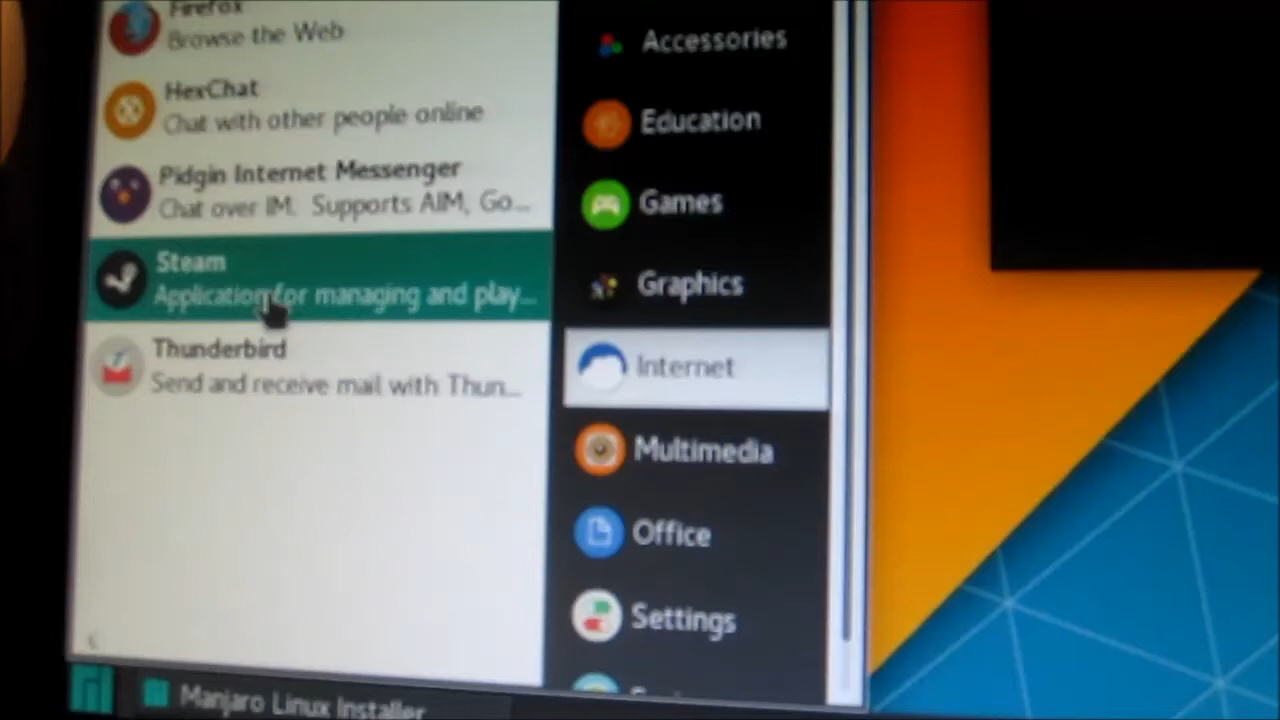 Firefox
Browse the Web
HexChat
Chat with other people online
Pidgin Internet Messenger
Chat over IM. Supports AIM, Go...
Steam
Application for managing and play...
Thunderbird
Send and receive mail with Thun...
Accessories
Education
Games
Graphics
Internet
Multimedia
Office
Settings
Manjaro Linux Installer